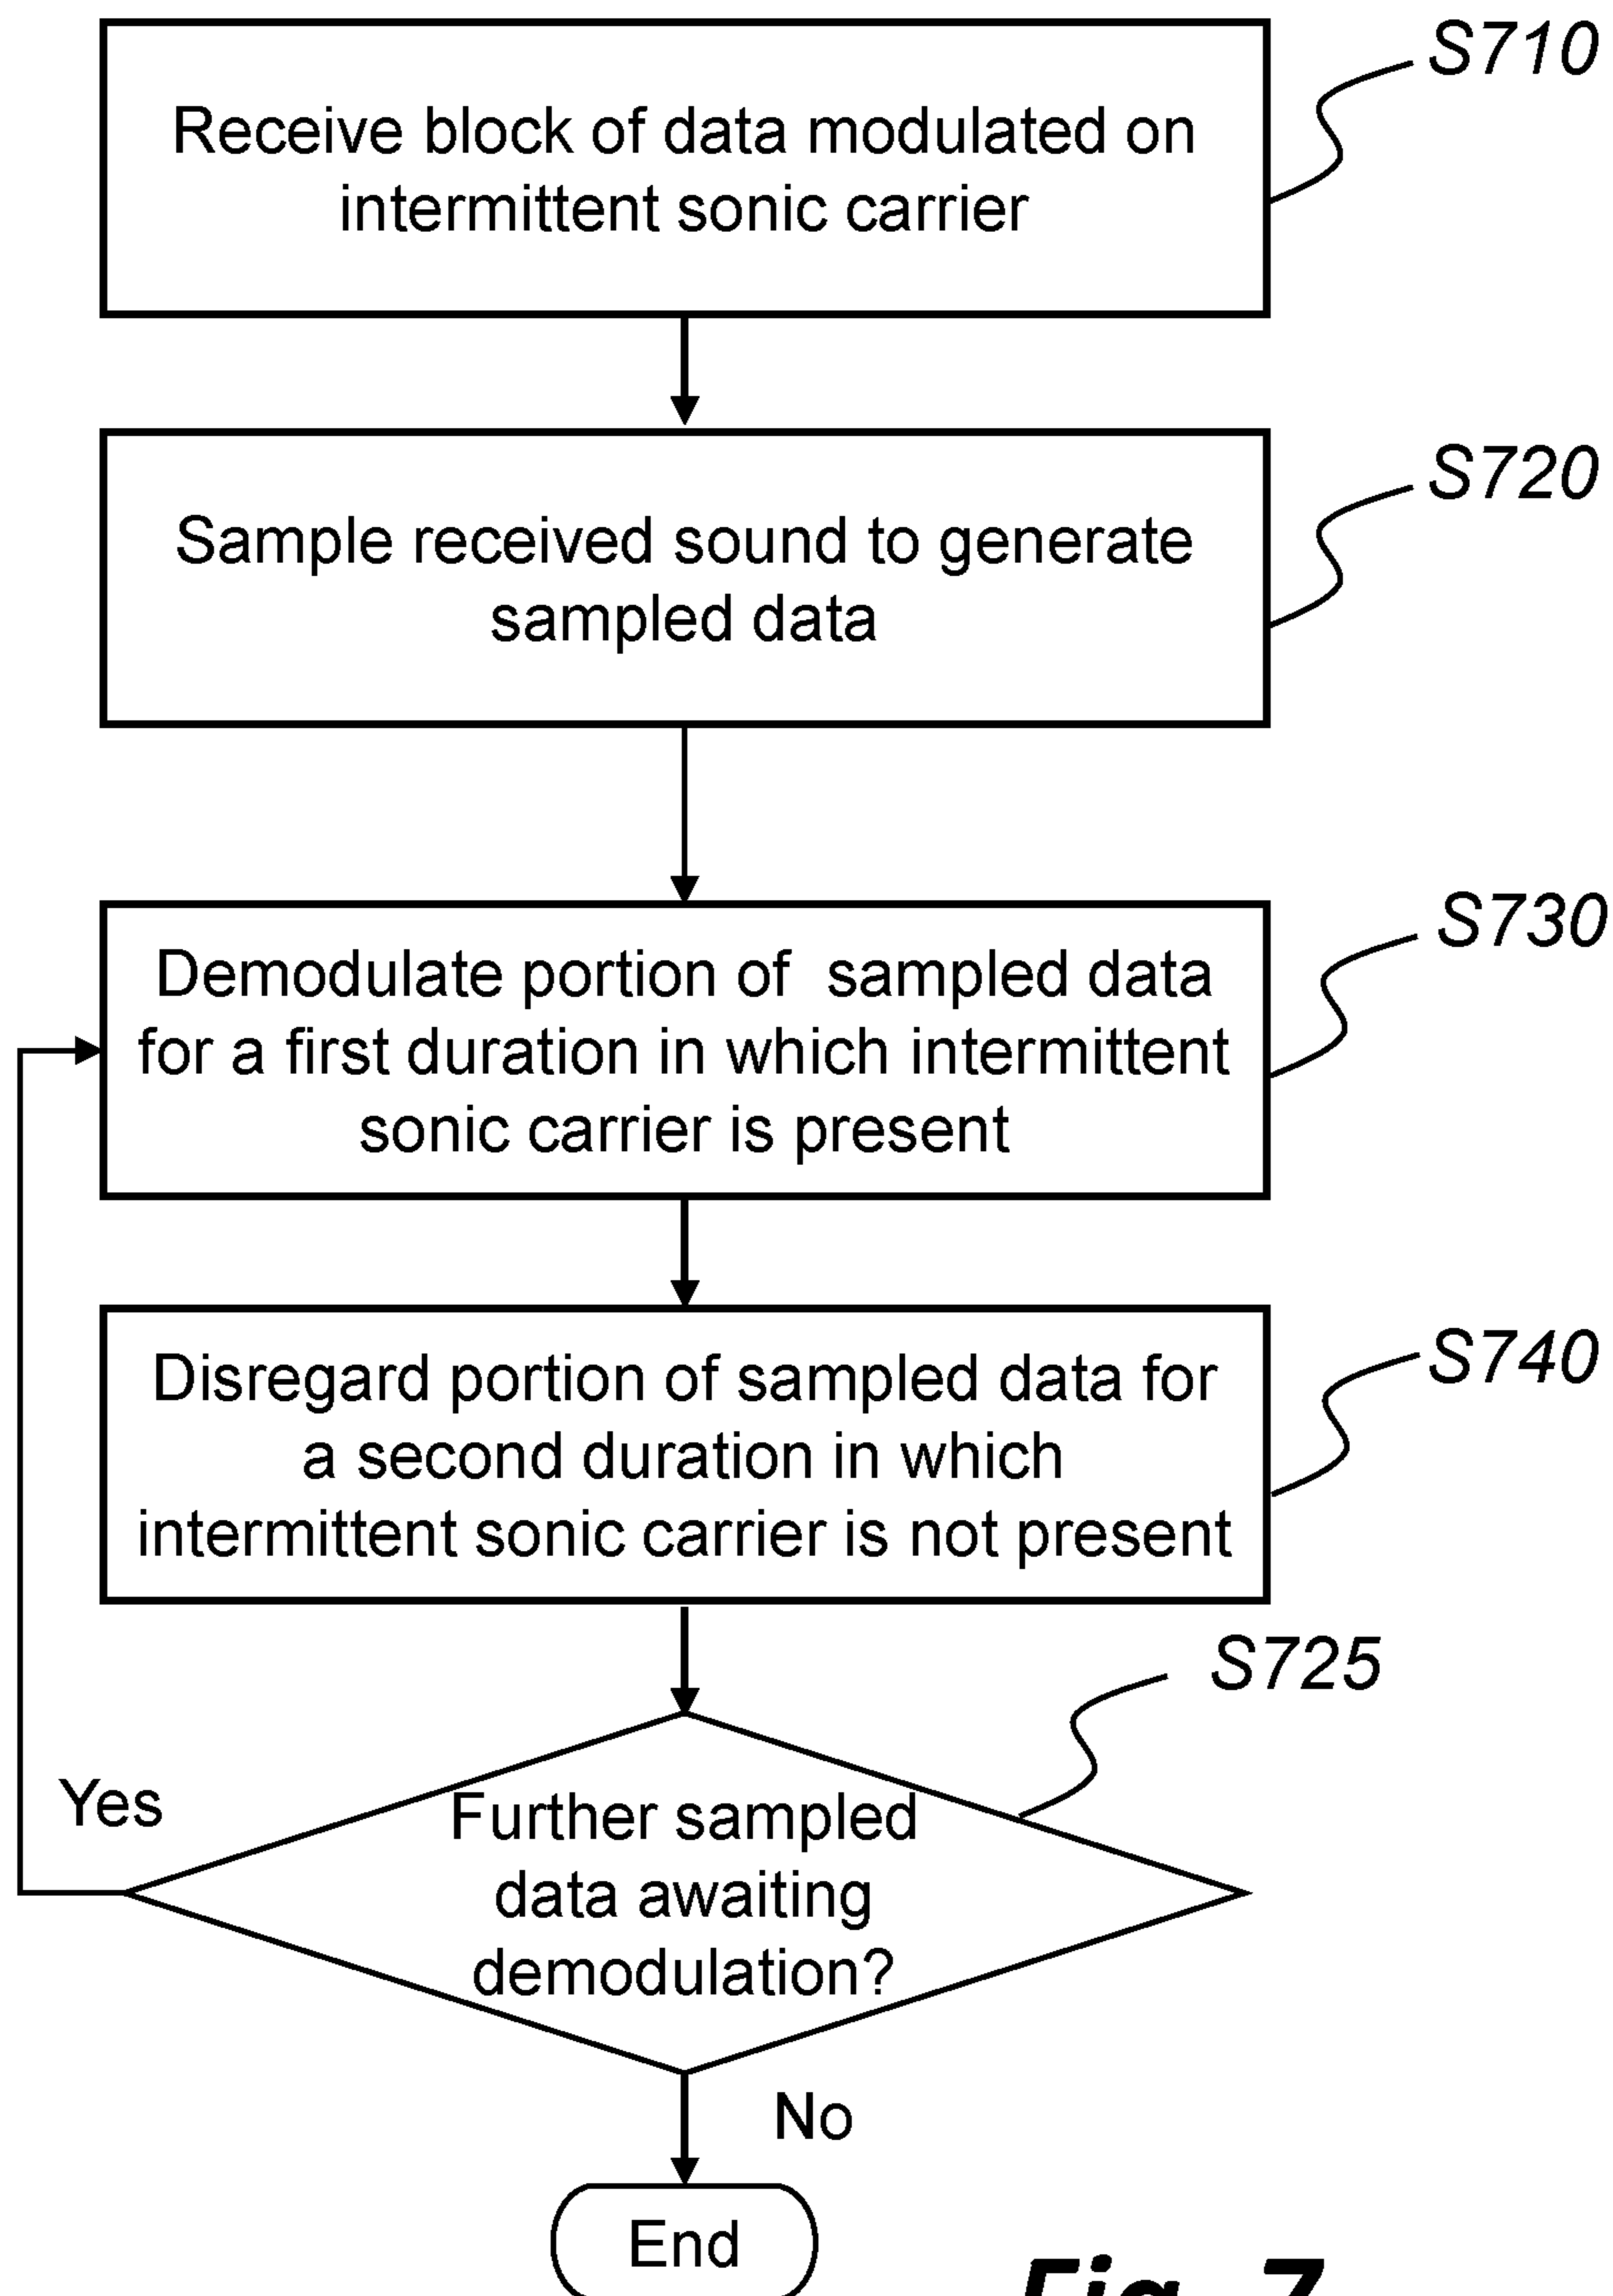 S710
Receive block of data modulated on
intermittent sonic carrier
S720
Sample received sound to generate
sampled data
S730
Demodulate portion of sampled data
for a first duration in which intermittent
sonic carrier is present
S740
Disregard portion of sampled data for
a second duration in which
intermittent sonic carrier is not present
S725
Yes
Further sampled
data awaiting
demodulation?
No
End
Fig. 7